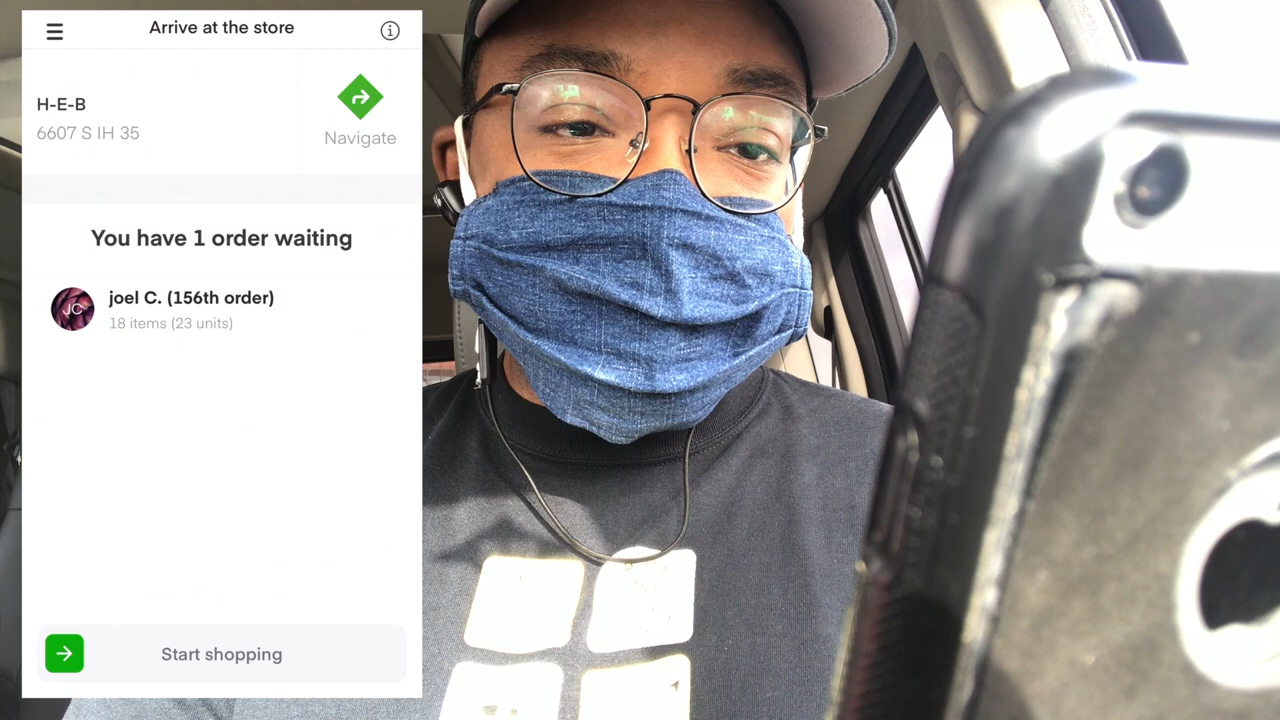 Arrive at the store
H-E-B
6607 S IH 35
Navigate
You have 1 order waiting
JC
joel C. (156th order)
18 items (23 units)
Start shopping